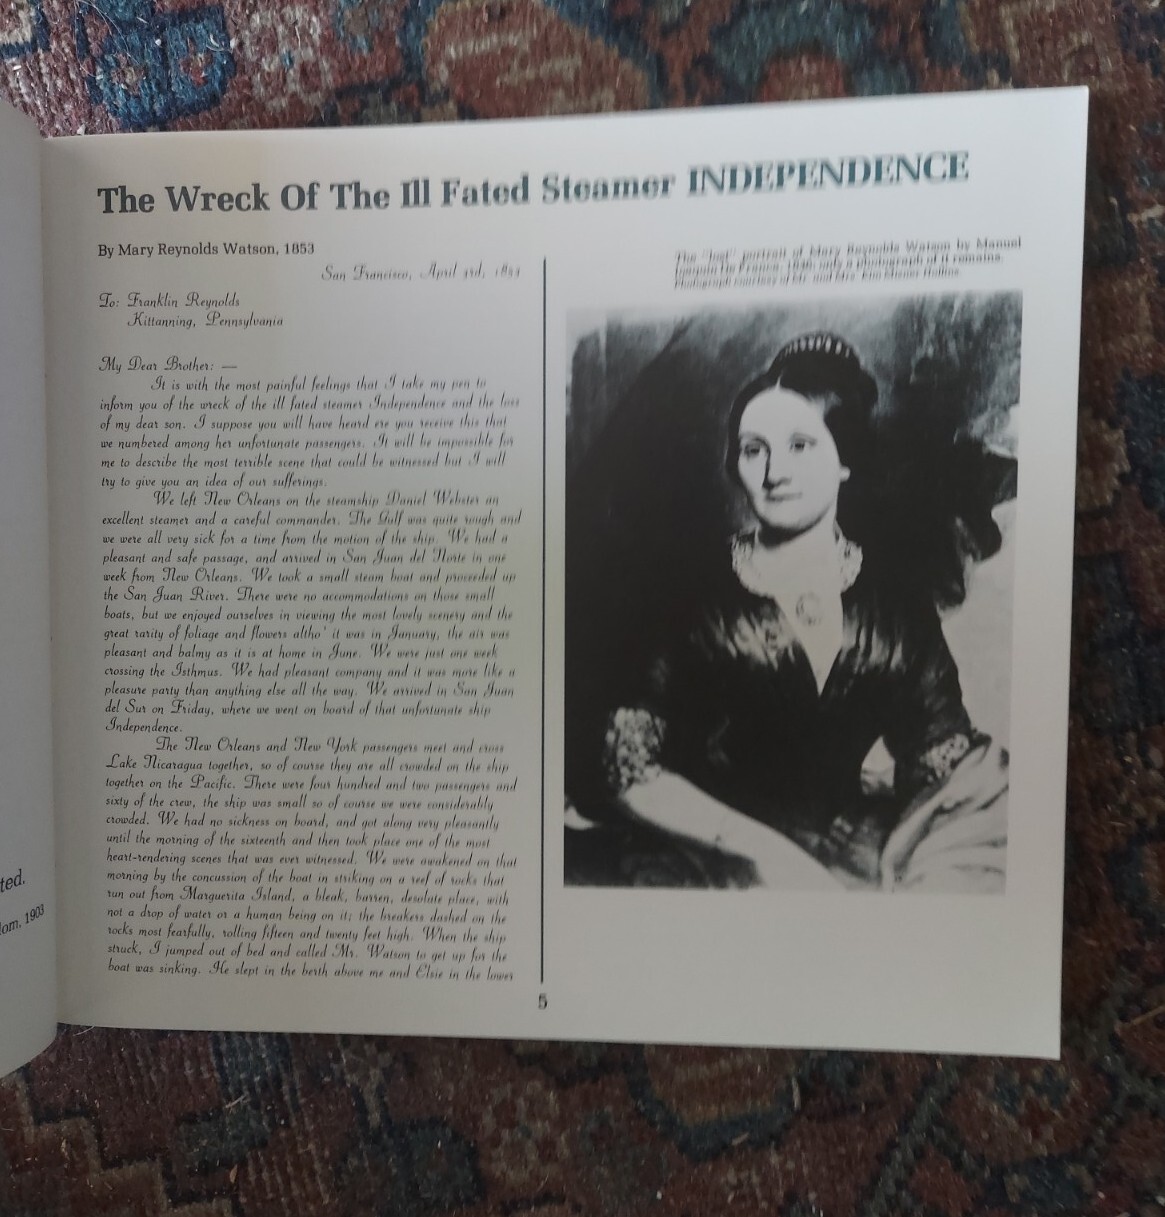 The Wreck Of The Ill Fated Steamer INDEPENDENCE
By Mary Reynolds Watson, 1853
San Francisco, April 3rd, 1853
To: Franklin Reynolds
Kittanning, Pennsylvania
My Dear Brother: —
It is with the most painful feelings that I take my pen to
inform you of the wreck of the ill fated steamer Independence and the loss
of my dear son. I suppose you will have heard ere you receive this that
we numbered among her unfortunate passengers. It will be impossible for
me to describe the most terrible scene that could be witnessed but I will
try to give you an idea of our sufferings.
We left New Orleans on the steamship Daniel Webster an
excellent steamer and a careful commander. The Gulf was quite rough and
we were all very sick for a time from the motion of the ship. We had a
pleasant and safe passage, and arrived in San Juan del Norte in one
week from New Orleans. We took a small steam boat and proceeded up
the San Juan River. There were no accommodations on those small
boats, but we enjoyed ourselves in viewing the most lovely scenery and the
great rarity of foliage and flowers altho' it was in January, the air was
pleasant and balmy as it is at home in June. We were just one week
crossing the Isthmus. We had pleasant company and it was more like a
pleasure party than anything else all the way. We arrived in San Juan
del Sur on Friday, where we went on board of that unfortunate ship
Independence.
The New Orleans and New York passengers meet and cross
Lake Nicaragua together, so of course they are all crowded on the ship
together on the Pacific. There were four hundred and two passengers and
sixty of the crew, the ship was small so of course we were considerably
crowded. We had no sickness on board, and got along very pleasantly
until the morning of the sixteenth and then took place one of the most
heart-rendering scenes that was ever witnessed. We were awakened on that
morning by the concussion of the boat in striking on a reef of rocks that
run out from Marguerita Island, a bleak, barren, desolate place, with
not a drop of water or a human being on it; the breakers dashed on the
rocks most fearfully, rolling fifteen and twenty feet high. When the ship
struck, I jumped out of bed and called Mr. Watson to get up for the
boat was sinking. He slept in the berth above me and Elsie in the lower
The "lost" portrait of Mary Reynolds Watson by Manuel
Joaquin De Franca, only a photograph of it remains.
Photograph courtesy of Mr. and Mrs.
5
ted.
1903